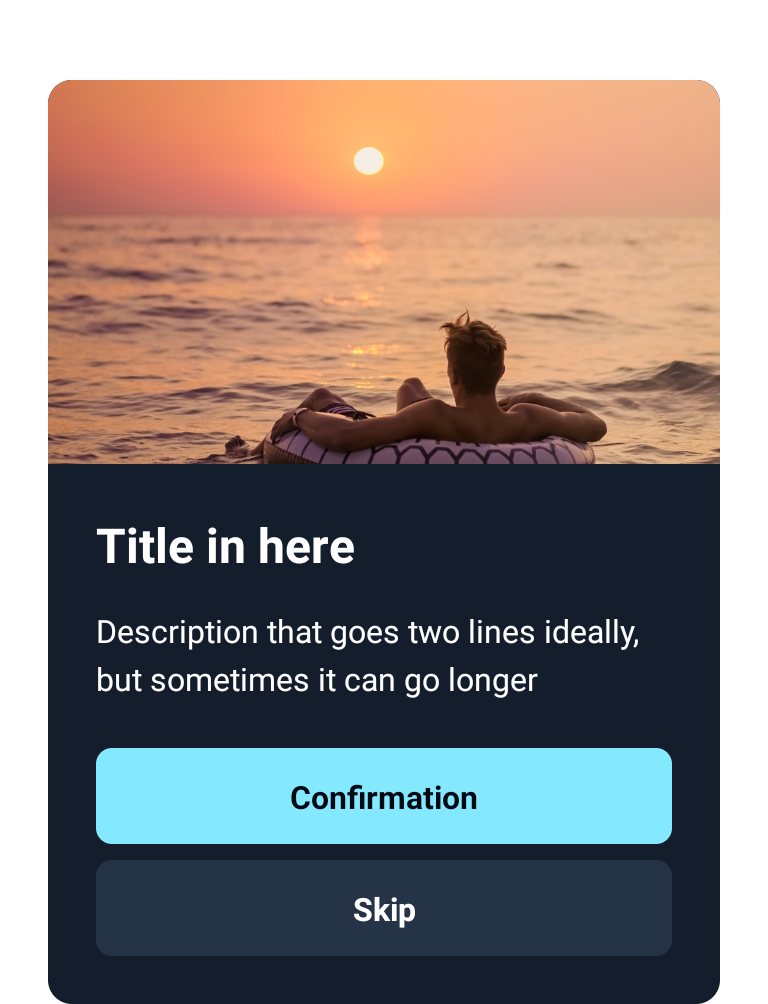 Title in here
Description that goes two lines ideally,
but sometimes it can go longer
Confirmation
Skip